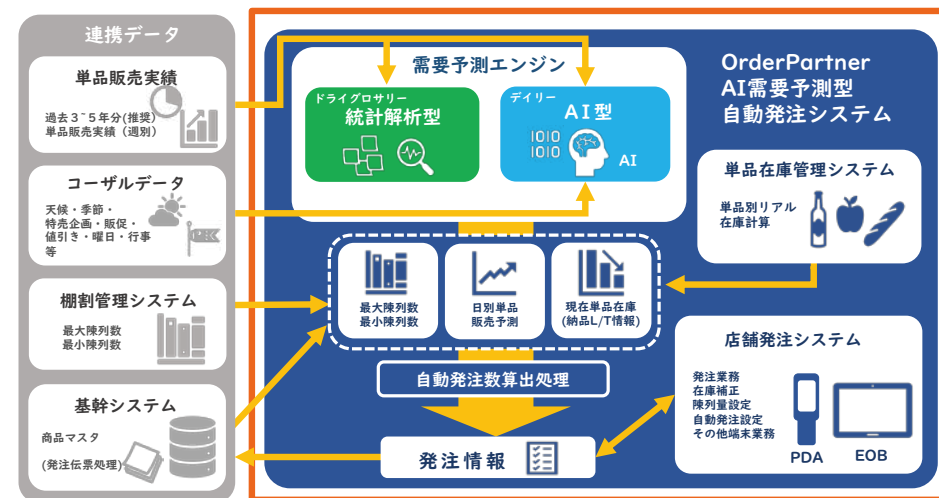 連携データ
単品販売実績
過去3~5年分(推奨)
単品販売実績（週別）
コーザルデータ
天候・季節・
特売企画・販促・
値引き・曜日・行事
等
棚割管理システム
最大陳列数
最小陳列数
基幹システム
商品マスタ
(発注伝票処理)
需要予測エンジン
ドライグロサリー
統計解析型
デイリー
AI型
1010
1010
AI
OrderPartner
AI需要予測型
自動発注システム
単品在庫管理システム
単品別リアル
在庫計算
最大陳列数
最小陳列数
日別単品
販売予測
現在単品在庫
(納品L/T情報)
自動発注数算出処理
発注情報
店舗発注システム
発注業務
在庫補正
陳列量設定
自動発注設定
その他端末業務
PDA
EOB